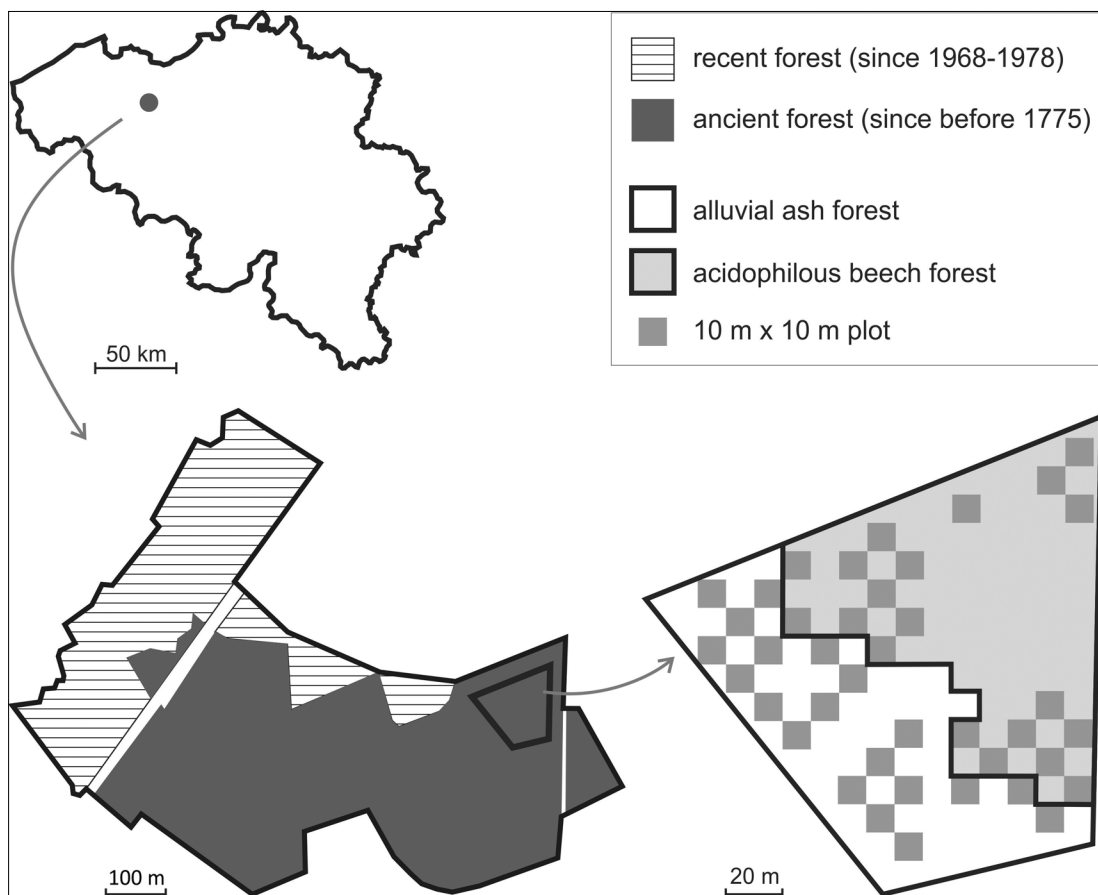 recent forest (since 1968-1978)
ancient forest (since before 1775)
alluvial ash forest
acidophilous beech forest
10 m x 10 m plot
50 km
100 m
20 m